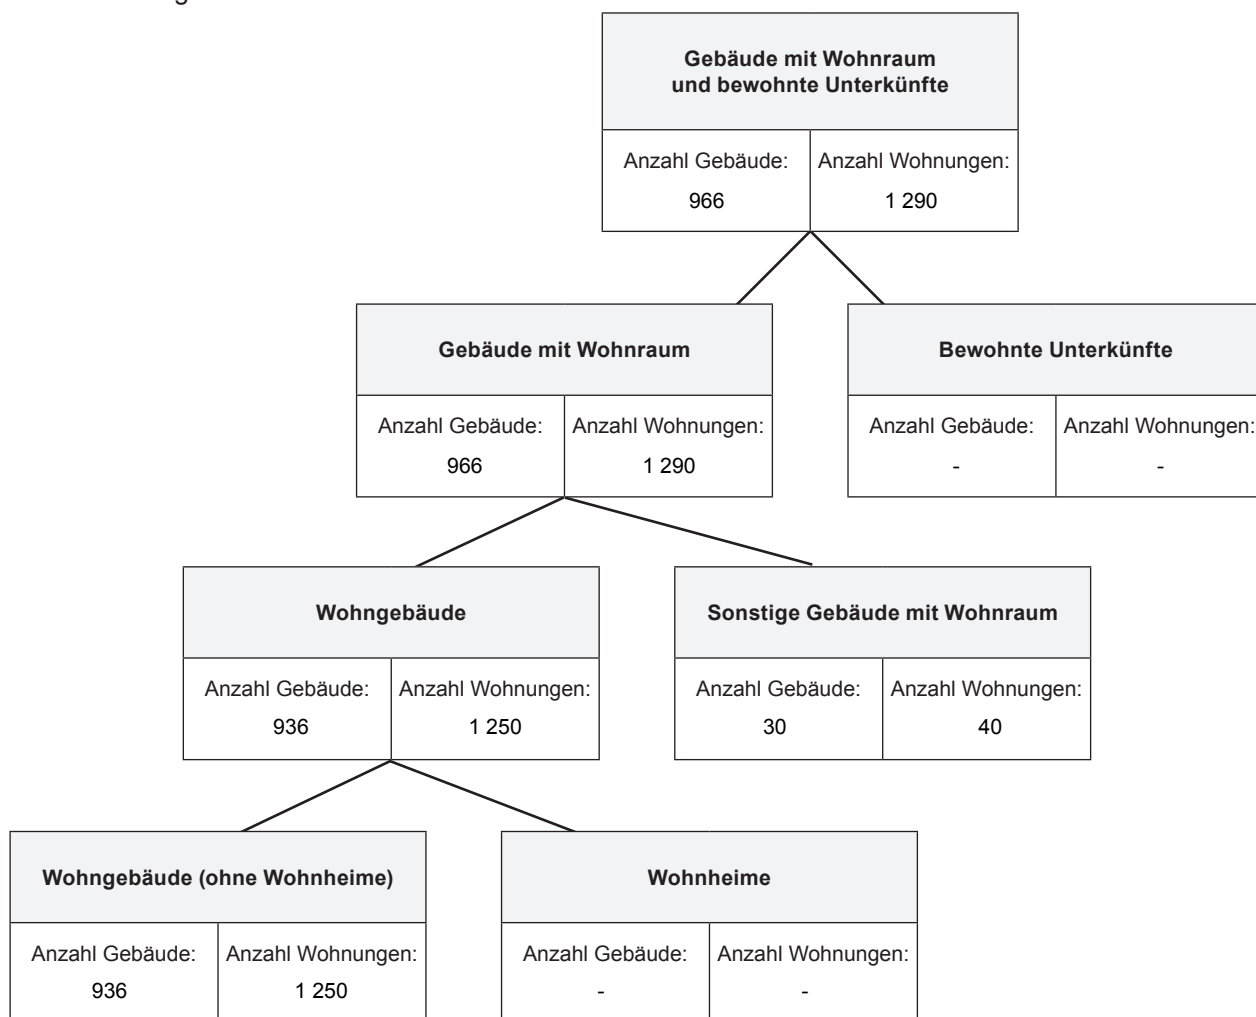 Gebäude mit Wohnraum
und bewohnte Unterkünfte
Anzahl Gebäude: Anzahl Wohnungen:
966 1 290
Gebäude mit Wohnraum Bewohnte Unterkünfte
Anzahl Gebäude: Anzahl Wohnungen: Anzahl Gebäude: Anzahl Wohnungen:
966 1 290 - -
Wohngebäude Sonstige Gebäude mit Wohnraum
Anzahl Gebäude: Anzahl Wohnungen: Anzahl Gebäude: Anzahl Wohnungen:
936 1 250 30 40
Wohngebäude (ohne Wohnheime) Wohnheime
Anzahl Gebäude: Anzahl Wohnungen: Anzahl Gebäude: Anzahl Wohnungen:
936 1 250 - -